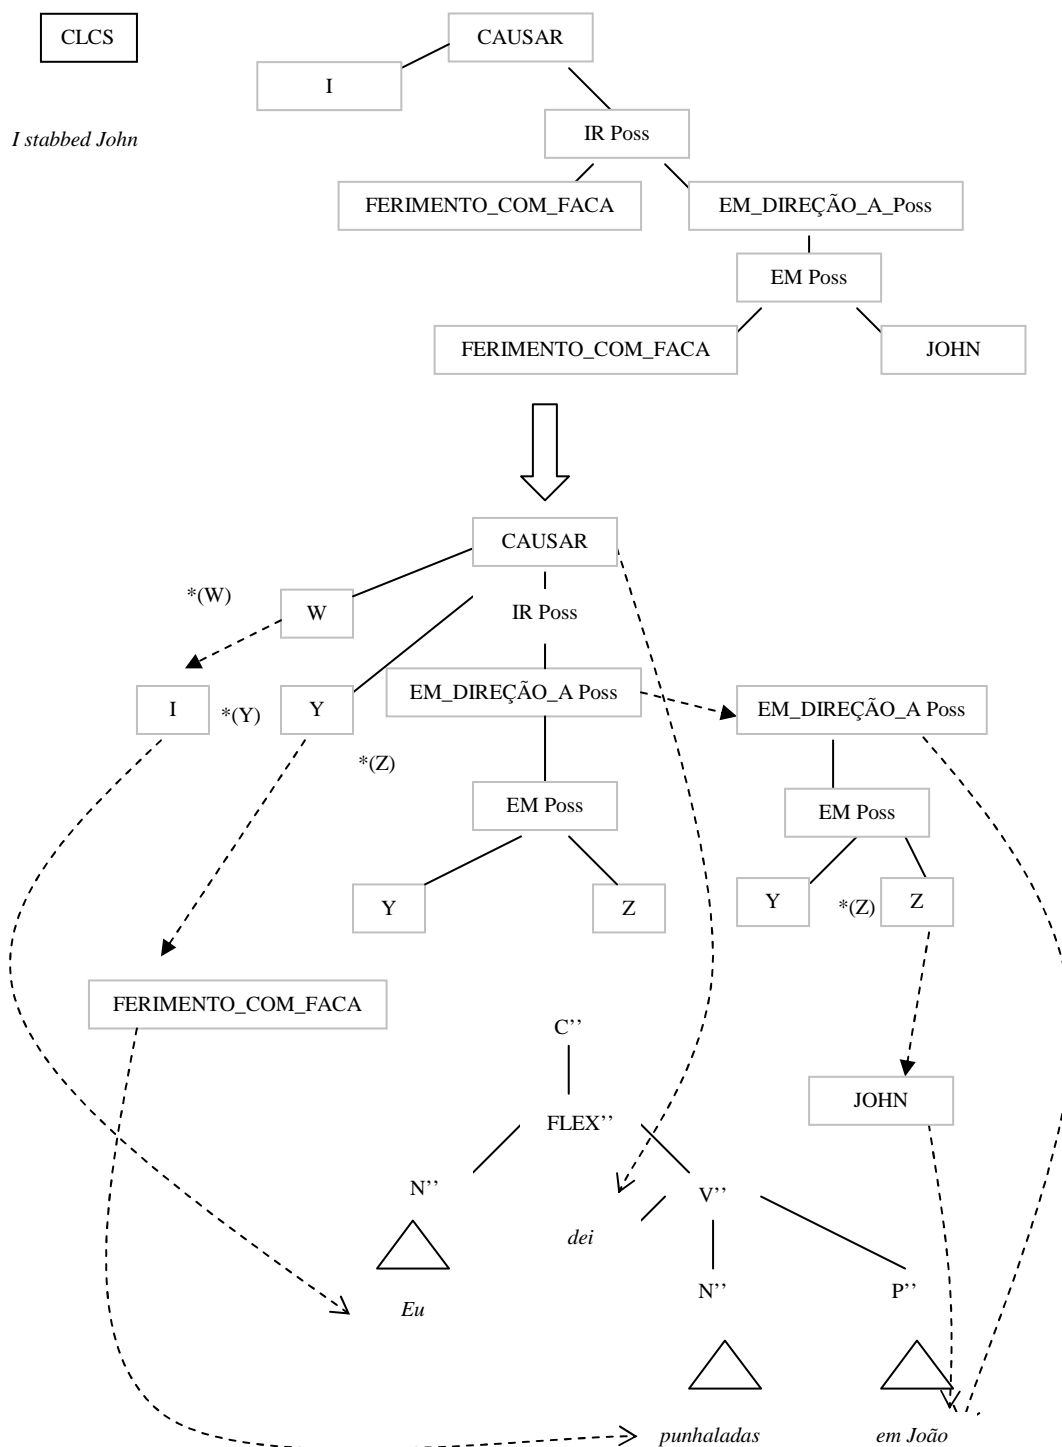 CLCS
CAUSAR
I
I stabbed John
IR Poss
FERIMENTO_COM_FACA
EM_DIREÇÃO_A_Poss
EM Poss
FERIMENTO_COM_FACA
JOHN
CAUSAR
*(W)
W
IR Poss
I
*(Y)
Y
EM_DIREÇÃO_A Poss
EM_DIREÇÃO_A Poss
*(Z)
EM Poss
EM Poss
Y
Z
Y
*(Z)
Z
FERIMENTO_COM_FACA
C’’
JOHN
FLEX’’
N’’
V’’
dei
Eu
N’’
P’’
punhaladas
em João